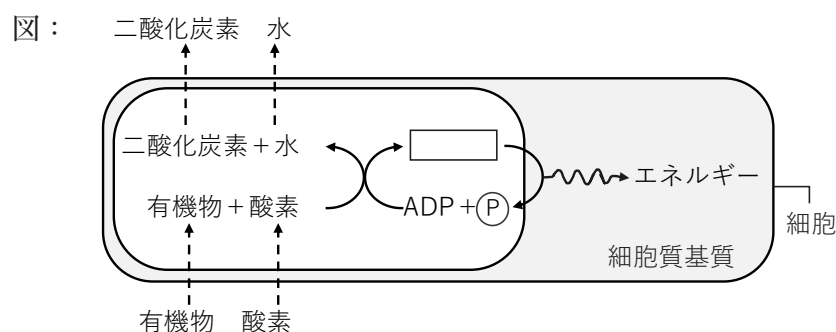 図：
二酸化炭素　水
二酸化炭素＋水
有機物＋酸素
ADP＋Ⓟ
エネルギー
細胞
細胞質基質
有機物　酸素